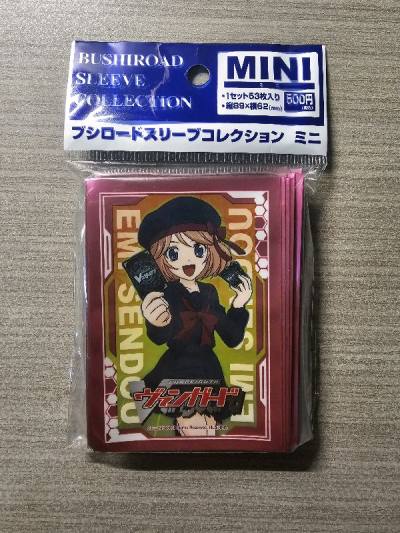 BUSHIROAD
SLEEVE
COLLECTION
MINI
・1セット53枚入り
・縦89×横62(mm)
500円
ブシロードスリーブコレクション ミニ
EMI SENDOU
EMI SENDOU
ヴァンガード